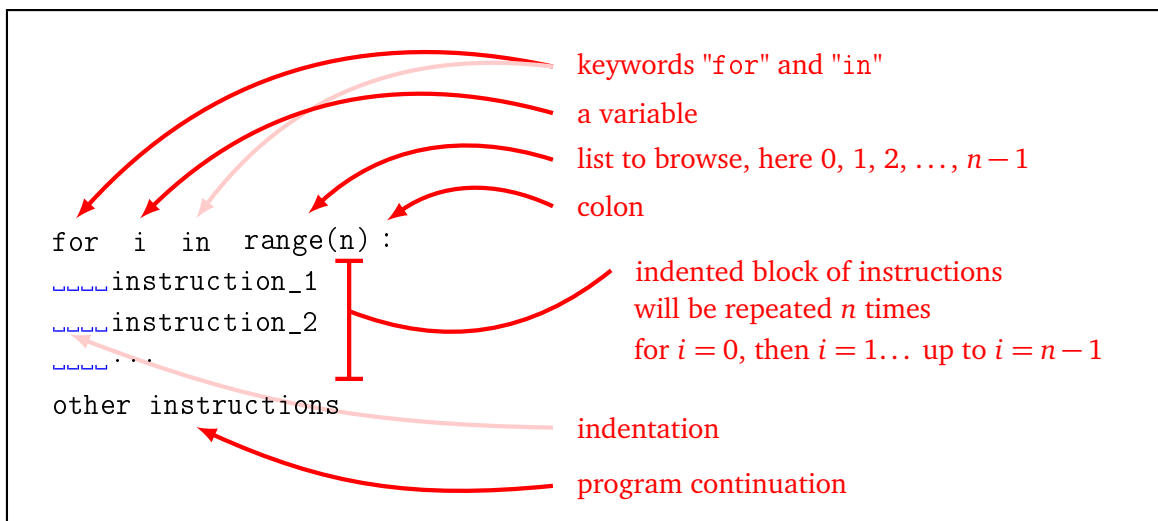 keywords "for" and "in"
a variable
list to browse, here 0, 1, 2, ..., n − 1
colon
for i in range(n) :
␣␣␣␣instruction_1
␣␣␣␣instruction_2
␣␣␣␣...
other instructions
indented block of instructions
will be repeated n times
for i = 0, then i = 1... up to i = n − 1
indentation
program continuation